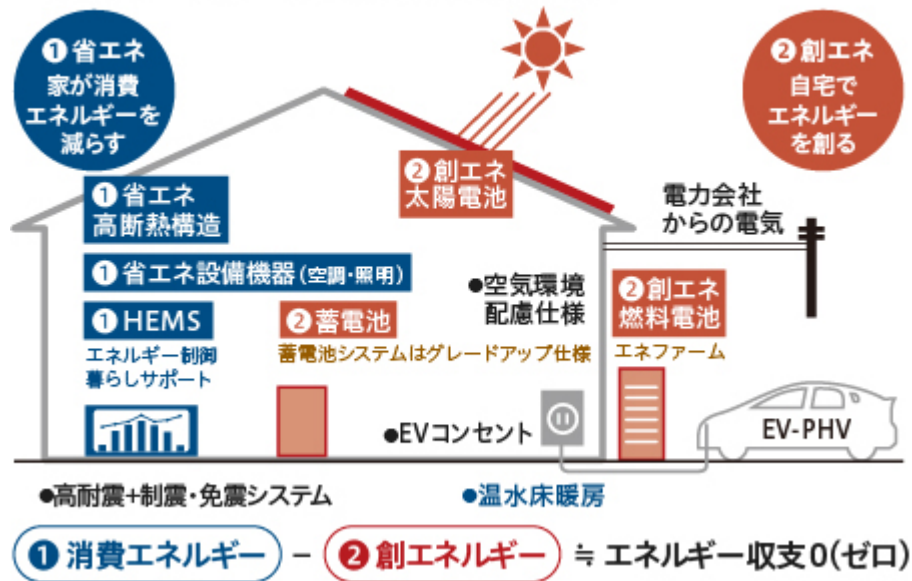 ❶省エネ
家が消費
エネルギーを
減らす
❷創エネ
自宅で
エネルギー
を創る
❷創エネ
太陽電池
❶省エネ
高断熱構造
電力会社
からの電気
❶省エネ設備機器(空調・照明)
●空気環境
配慮仕様
❷創エネ
燃料電池
エネファーム
❶HEMS
エネルギー制御
暮らしサポート
❷蓄電池
蓄電池システムはグレードアップ仕様
●EVコンセント
EV-PHV
●高耐震+制震・免震システム
●温水床暖房
❶消費エネルギー − ❷創エネルギー ≒ エネルギー収支0(ゼロ)